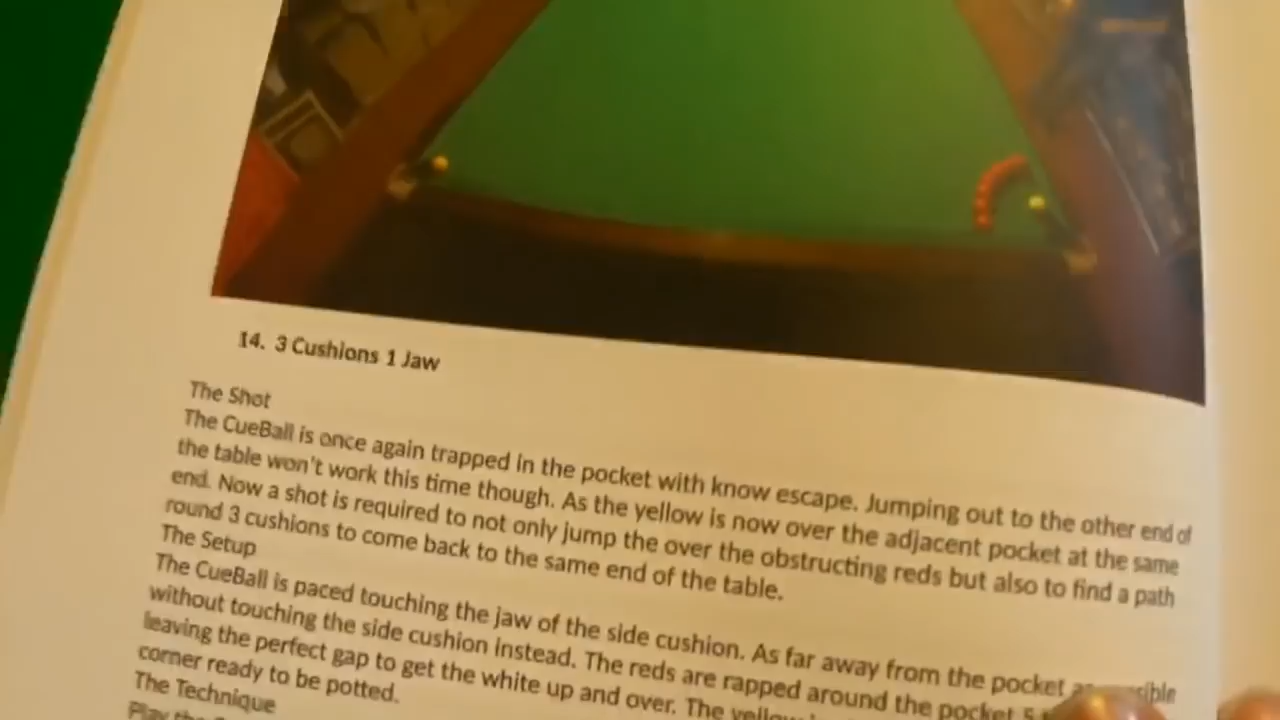 14. 3 Cushions 1 Jaw
The Shot
The CueBall is once again trapped in the pocket with know escape. Jumping out to the other end of
the table won't work this time though. As the yellow is now over the adjacent pocket at the same
end. Now a shot is required to not only jump the over the obstructing reds but also to find a path
round 3 cushions to come back to the same end of the table.
The Setup
The CueBall is paced touching the jaw of the side cushion. As far away from the pocket
without touching the side cushion instead. The reds are rapped around the pocket 5
leaving the perfect gap to get the white up and over. The yellow
corner ready to be potted.
The Technique
Play the